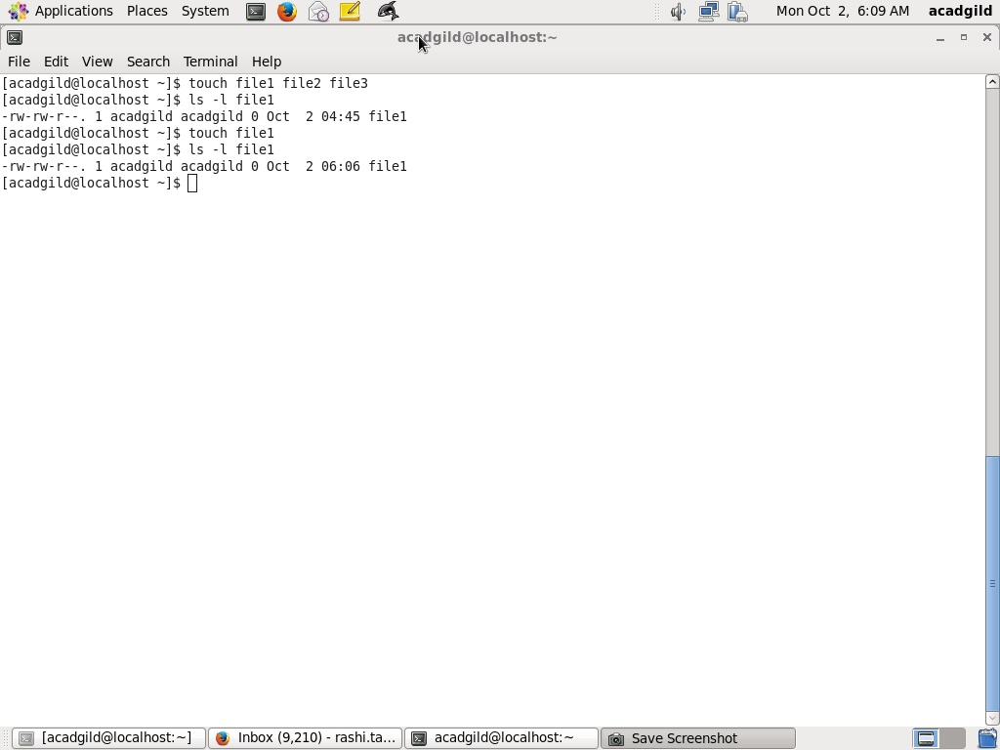 Applications Places System Mon Oct 2, 6:09 AM acadgild
acadgild@localhost:~
File Edit View Search Terminal Help
[acadgild@localhost ~]$ touch file1 file2 file3
[acadgild@localhost ~]$ ls -l file1
-rw-rw-r--. 1 acadgild acadgild 0 Oct  2 04:45 file1
[acadgild@localhost ~]$ touch file1
[acadgild@localhost ~]$ ls -l file1
-rw-rw-r--. 1 acadgild acadgild 0 Oct  2 06:06 file1
[acadgild@localhost ~]$
[acadgild@localhost:~] Inbox (9,210) - rashi.ta... acadgild@localhost:~ Save Screenshot